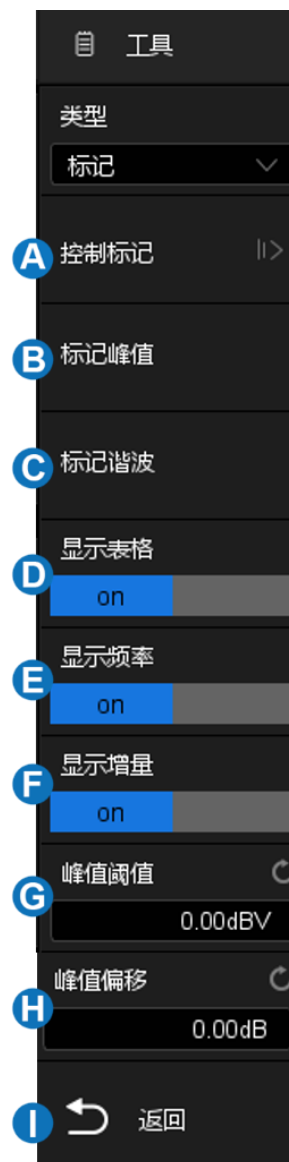 工具
类型
标记
A 控制标记
B 标记峰值
C 标记谐波
显示表格
D
on
显示频率
E
on
显示增量
F
on
峰值阈值
G
0.00dBV
峰值偏移
H
0.00dB
I 返回